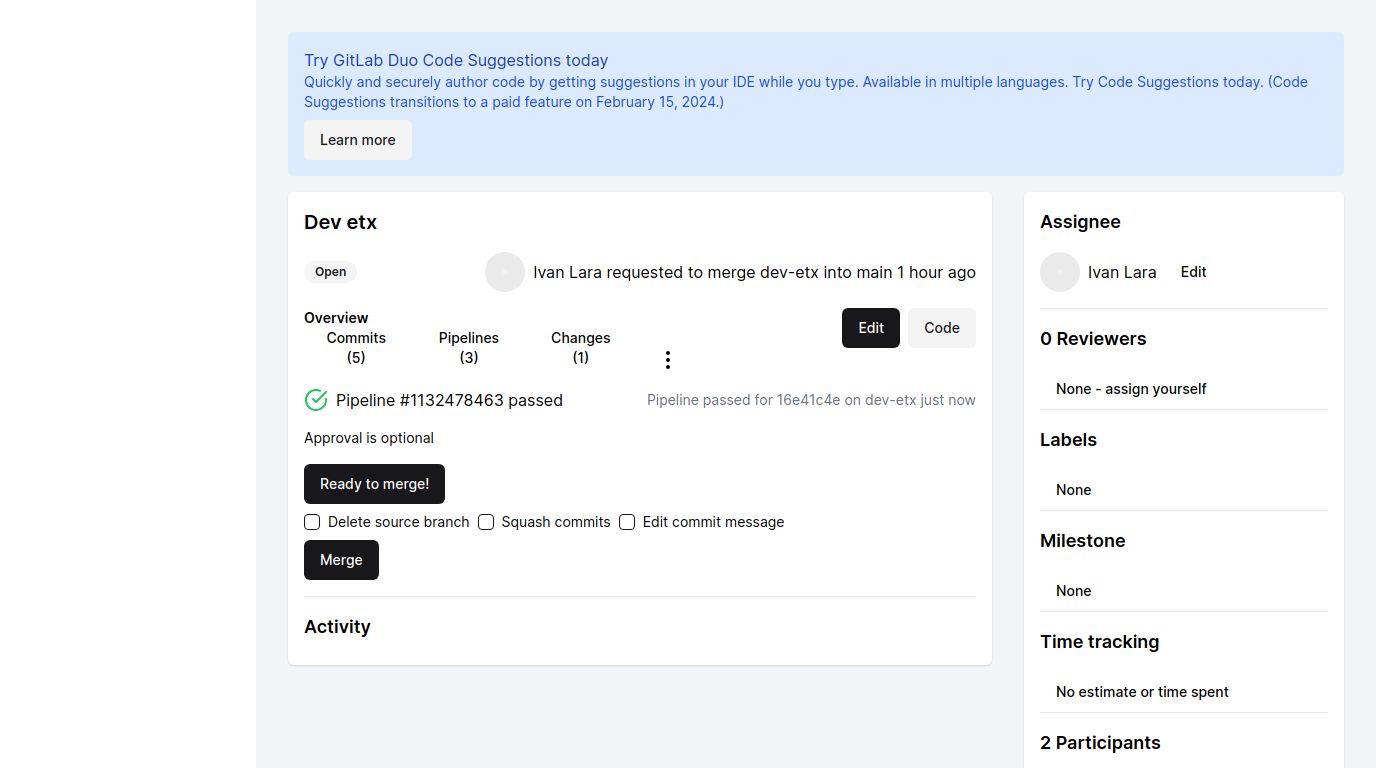 Try GitLab Duo Code Suggestions today
Quickly and securely author code by getting suggestions in your IDE while you type. Available in multiple languages. Try Code Suggestions today. (Code
Suggestions transitions to a paid feature on February 15, 2024.)
Learn more
Dev etx
Open
Ivan Lara requested to merge dev-etx into main 1 hour ago
Overview
Commits
(5)
Pipelines
(3)
Changes
(1)
Edit
Code
Pipeline #1132478463 passed
Pipeline passed for 16e41c4e on dev-etx just now
Approval is optional
Ready to merge!
Delete source branch
Squash commits
Edit commit message
Merge
Activity
Assignee
Ivan Lara
Edit
0 Reviewers
None - assign yourself
Labels
None
Milestone
None
Time tracking
No estimate or time spent
2 Participants